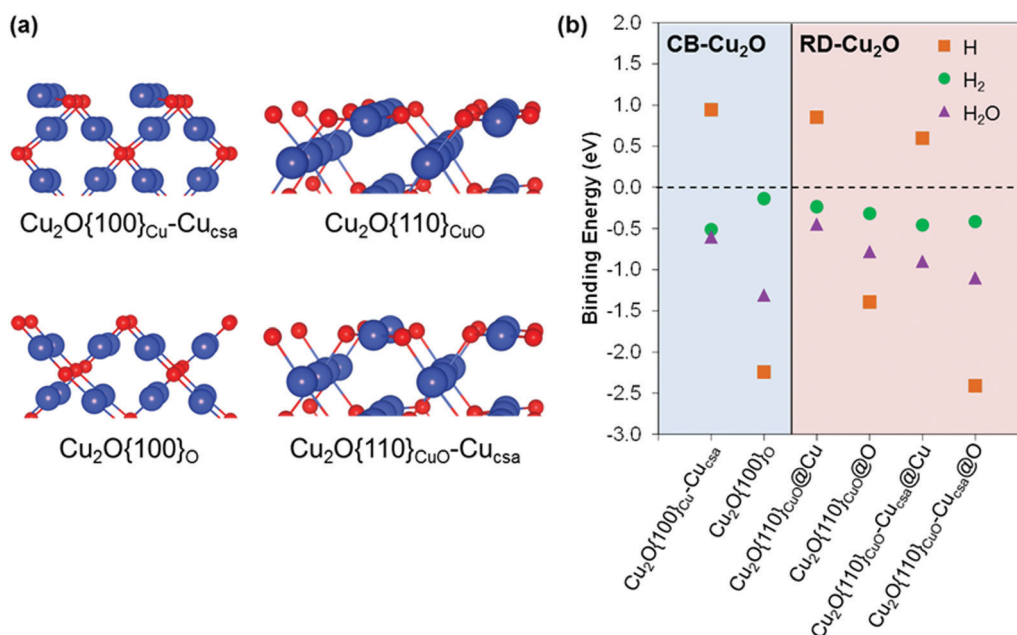 (a)
Cu₂O{100}Cu-Cucsa
Cu₂O{110}CuO
Cu₂O{100}O
Cu₂O{110}CuO-Cucsa
(b)
CB-Cu₂O
RD-Cu₂O
H
H₂
H₂O
Binding Energy (eV)
2.0
1.5
1.0
0.5
0.0
-0.5
-1.0
-1.5
-2.0
-2.5
-3.0
Cu₂O{100}Cu-Cucsa
Cu₂O{100}O
Cu₂O{110}CuO@Cu
Cu₂O{110}CuO@O
Cu₂O{110}CuO-Cucsa@Cu
Cu₂O{110}CuO-Cucsa@O